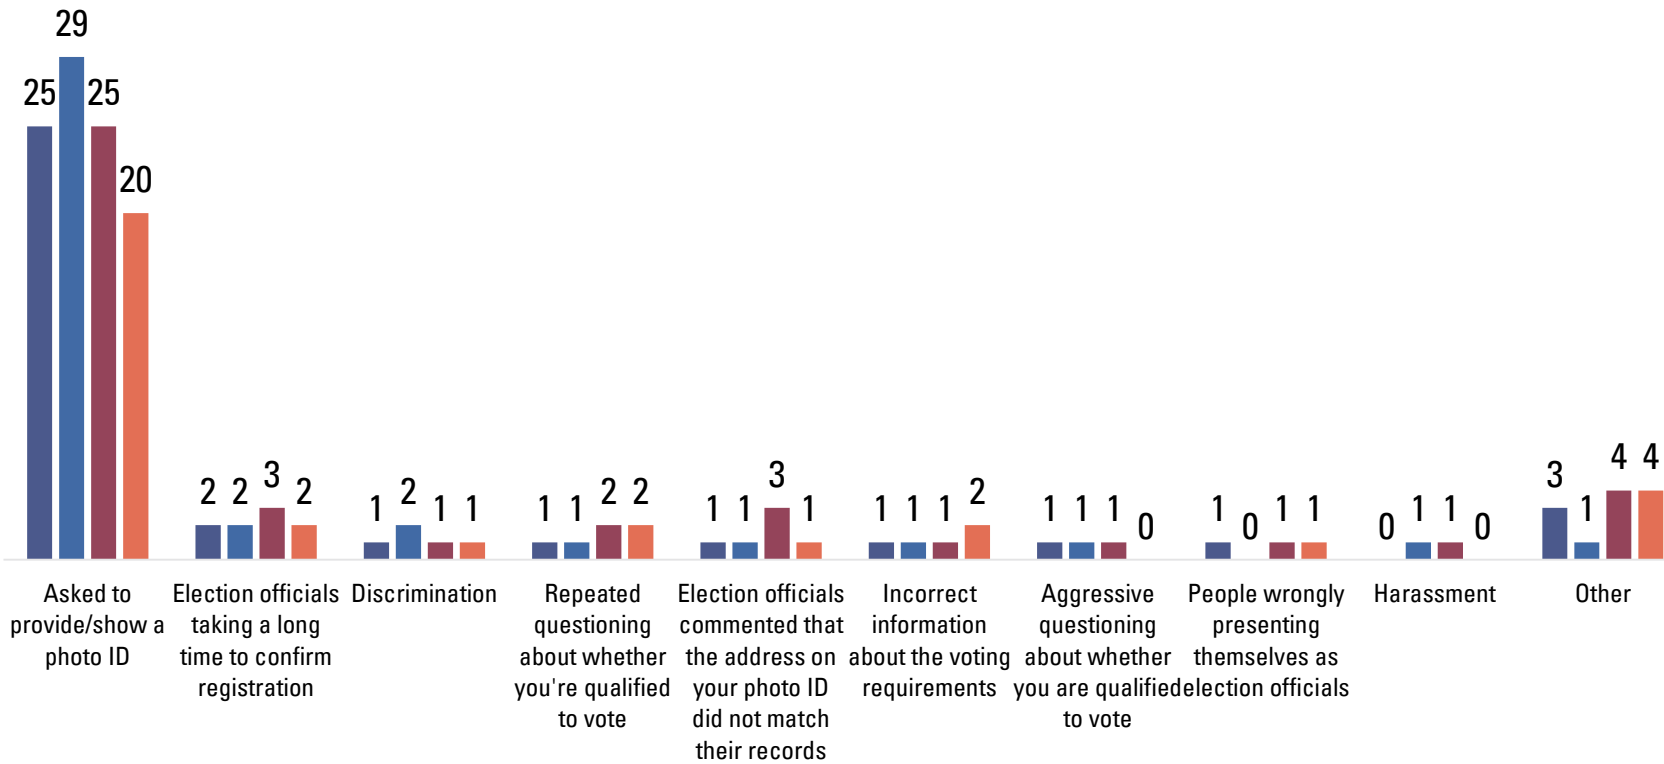 29
25 25
20
2 2 3 2
1 2 1 1
1 1 2 2
1 1 3 1
1 1 1 2
1 1 1 0
1 0 1 1
0 1 1 0
3 1 4 4
Asked to
provide/show a
photo ID
Election officials
taking a long
time to confirm
registration
Discrimination
Repeated
questioning
about whether
you're qualified
to vote
Election officials
commented that
the address on
your photo ID
did not match
their records
Incorrect
information
about the voting
requirements
Aggressive
questioning
about whether
you are qualified
to vote
People wrongly
presenting
themselves as
election officials
Harassment
Other